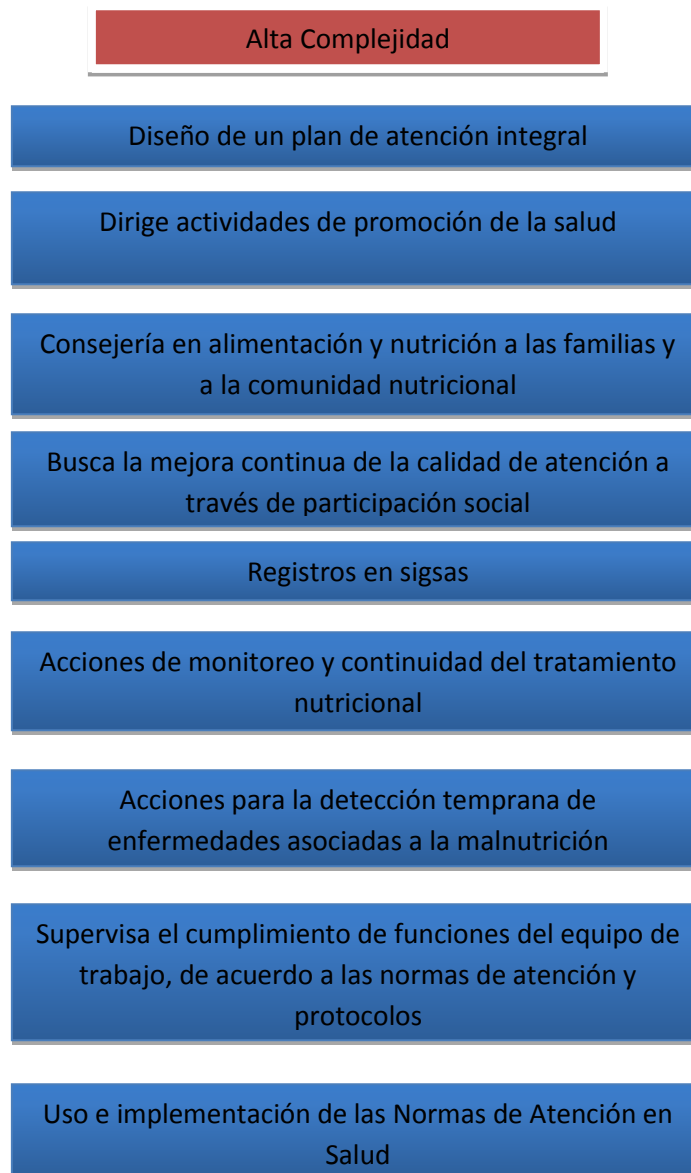 Alta Complejidad
Diseño de un plan de atención integral
Dirige actividades de promoción de la salud
Consejería en alimentación y nutrición a las familias y
a la comunidad nutricional
Busca la mejora continua de la calidad de atención a
través de participación social
Registros en sigsas
Acciones de monitoreo y continuidad del tratamiento
nutricional
Acciones para la detección temprana de
enfermedades asociadas a la malnutrición
Supervisa el cumplimiento de funciones del equipo de
trabajo, de acuerdo a las normas de atención y
protocolos
Uso e implementación de las Normas de Atención en
Salud